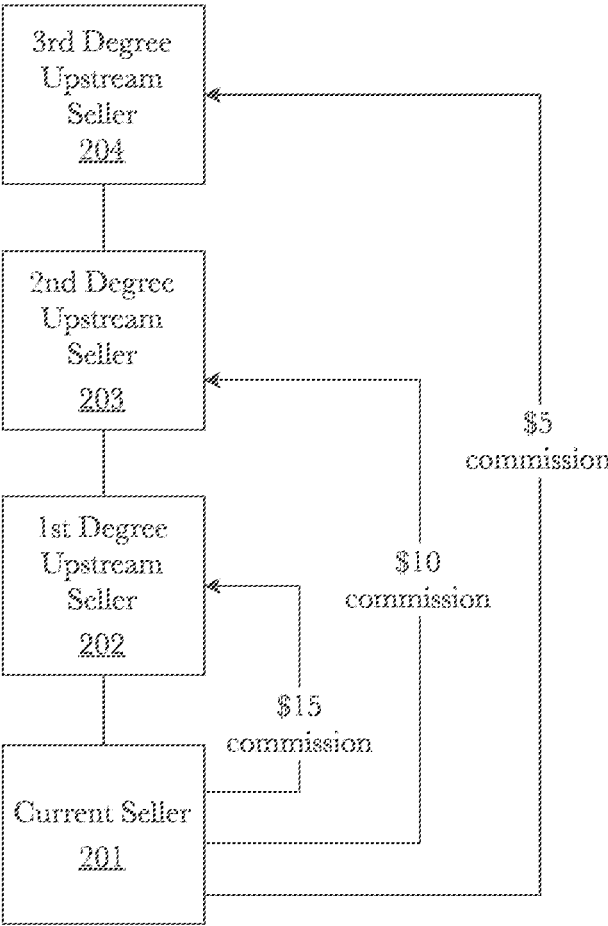 3rd Degree
Upstream
Seller
204
2nd Degree
Upstream
Seller
203
$5
commission
1st Degree
Upstream
Seller
202
$10
commission
$15
commission
Current Seller
201